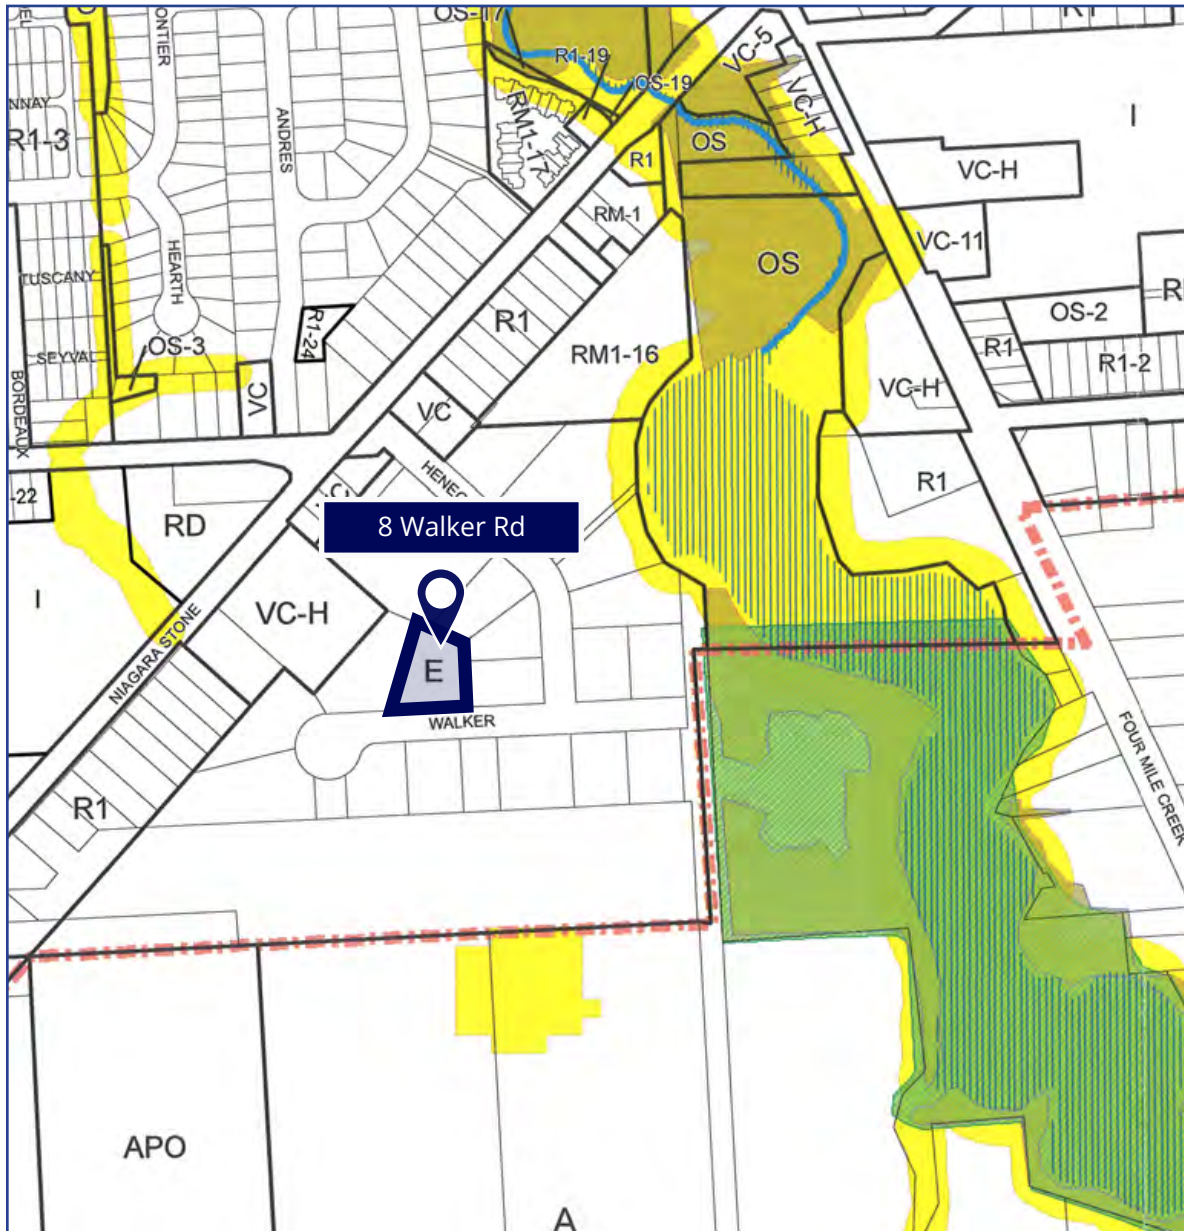 OS-17
R1
ONTIER
R1-19
VC-5
OS-19
VC-H
NNAY
R1-3
ANDRES
RM1-17
I
OS
R1
VC-H
RM-1
VC-11
HEARTH
TUSCANY
OS
OS-2
R1
R1-24
SEYVAL
OS-3
R1
R1-2
RM1-16
VC-H
BORDEAUX
VC
VC
HENEG
R1
-22
RD
8 Walker Rd
I
VC-H
NIAGARA STONE
E
WALKER
FOUR MILE CREEK
R1
APO
A